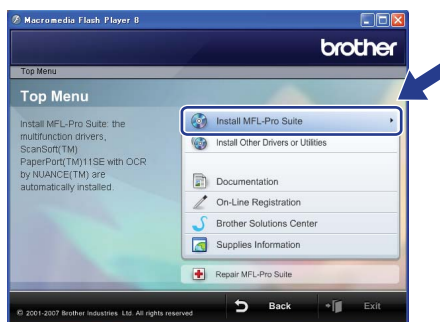 Macromedia Flash Player 8
brother
Top Menu
Top Menu
Install MFL-Pro Suite: the
multifunction drivers,
ScanSoft(TM)
PaperPort(TM)11SE with OCR
by NUANCE(TM) are
automatically installed.
Install MFL-Pro Suite
Install Other Drivers or Utilities
Documentation
On-Line Registration
Brother Solutions Center
Supplies Information
Repair MFL-Pro Suite
© 2001-2007 Brother Industries Ltd. All rights reserved
Back
Exit